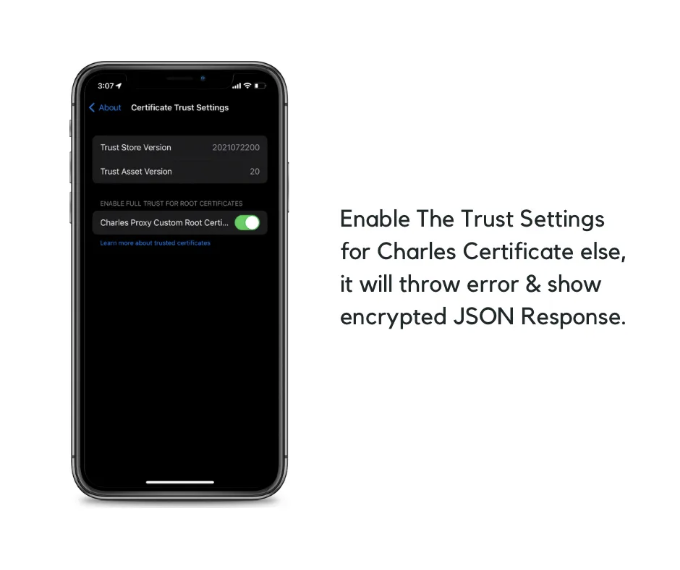 3:07
About
Certificate Trust Settings
Trust Store Version 2021072200
Trust Asset Version 20
ENABLE FULL TRUST FOR ROOT CERTIFICATES
Charles Proxy Custom Root Certi...
Learn more about trusted certificates
Enable The Trust Settings
for Charles Certificate else,
it will throw error & show
encrypted JSON Response.